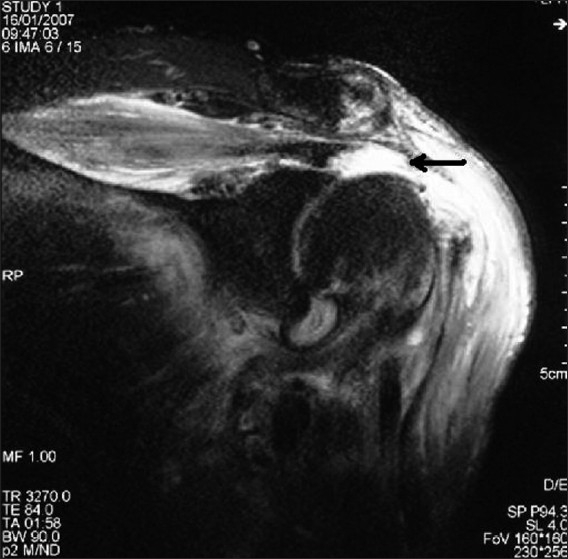 STUDY 1
16/01/2007
09:47:03
6 IMA 6 / 15
RP
5cm
MF 1.00
TR 3270.0
TE 84.0
TA 01:58
BW 90.0
p2 M/ND
D/E
SP P94.3
SL 4.0
FoV 160*160
230*256